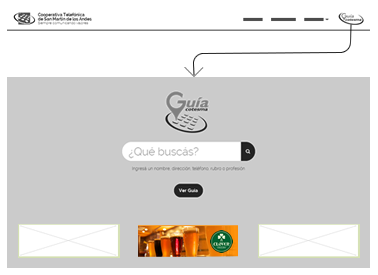 Cooperativa Telefónica
de San Martín de los Andes
Siempre comunicando valores
Guía
cotesma
Guía
cotesma
¿Qué buscás?
Ingrese un nombre, dirección, teléfono, rubro o profesión
Ver Guía
CLOVER